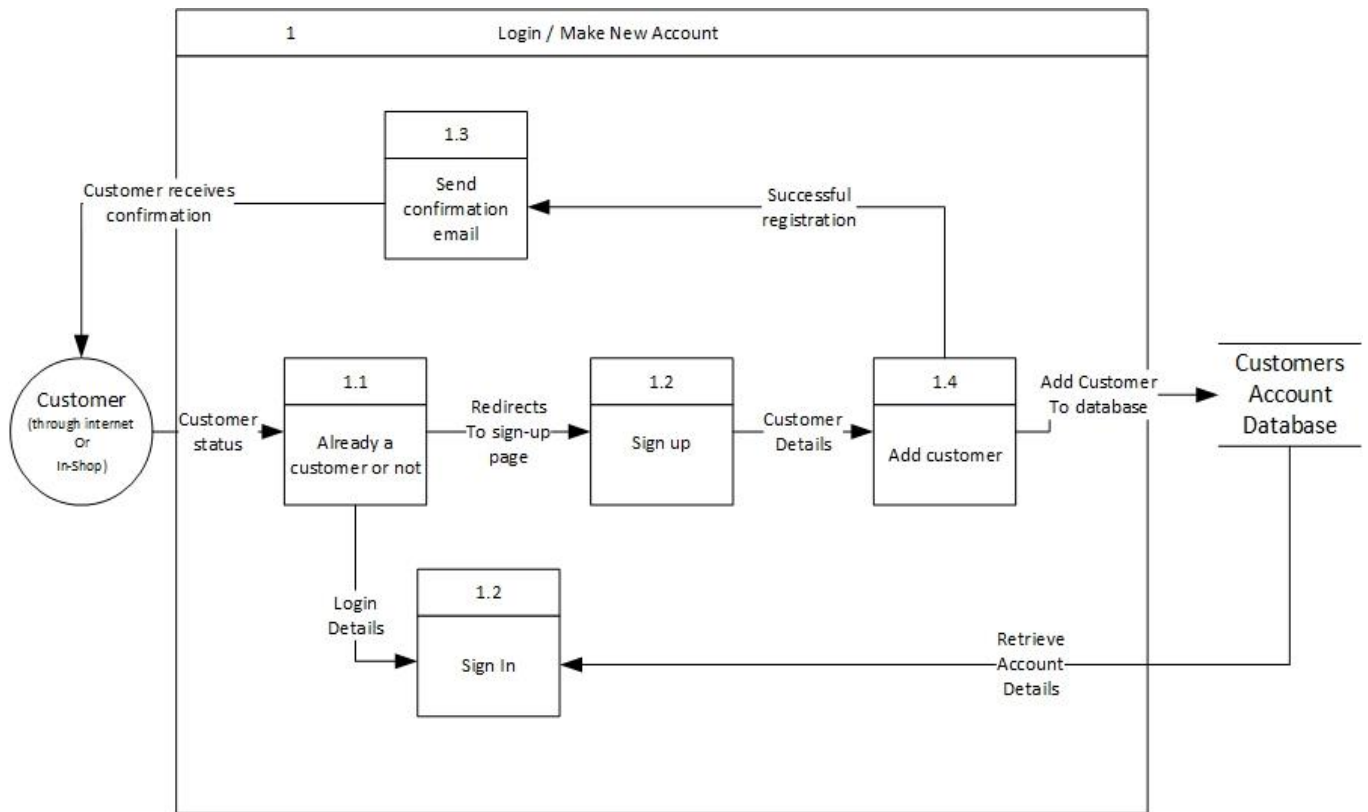 1 Login / Make New Account
1.3
Send
confirmation
email
Customer receives
confirmation
Successful
registration
Customer
(through internet
Or
In-Shop)
Customer
status
1.1
Already a
customer or not
Redirects
To sign-up
page
1.2
Sign up
Customer
Details
1.4
Add customer
Add Customer
To database
Customers
Account
Database
Login
Details
1.2
Sign In
Retrieve
Account
Details